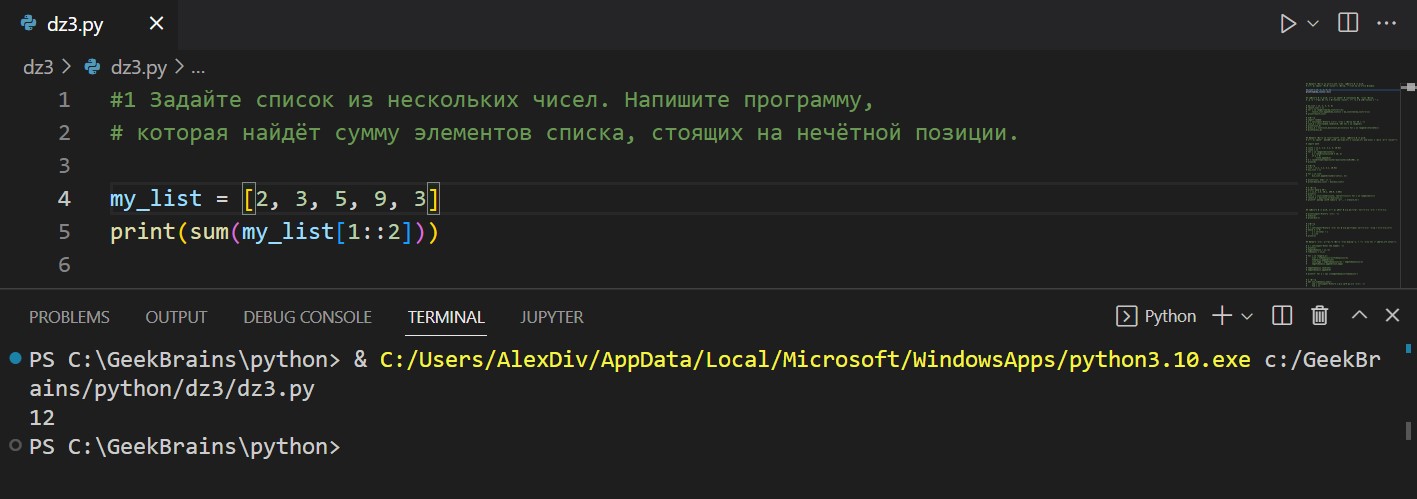 dz3.py
dz3 > dz3.py > ...
1 #1 Задайте список из нескольких чисел. Напишите программу,
2 # которая найдёт сумму элементов списка, стоящих на нечётной позиции.
3
4 my_list = [2, 3, 5, 9, 3]
5 print(sum(my_list[1::2]))
6
PROBLEMS OUTPUT DEBUG CONSOLE TERMINAL JUPYTER Python
PS C:\GeekBrains\python> & C:/Users/AlexDiv/AppData/Local/Microsoft/WindowsApps/python3.10.exe c:/GeekBr
ains/python/dz3/dz3.py
12
PS C:\GeekBrains\python>